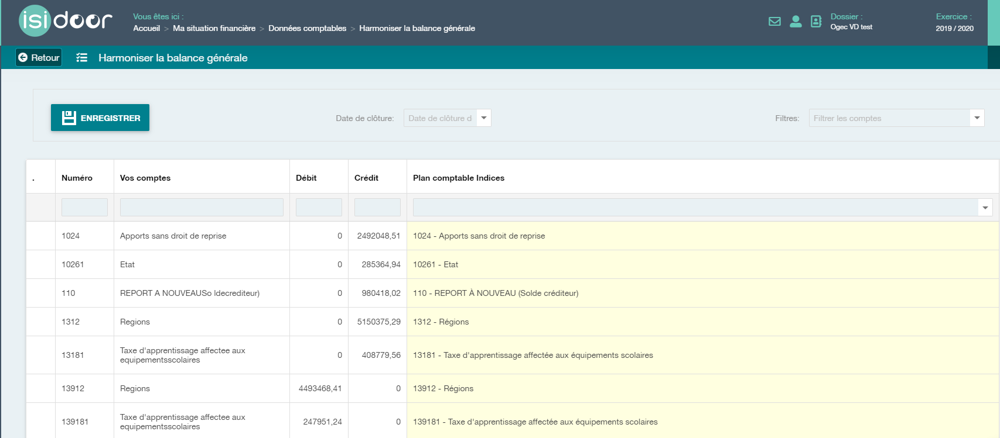 isidoor
Vous êtes ici :
Accueil > Ma situation financière > Données comptables > Harmoniser la balance générale
Dossier :
Ogec VD test
Exercice :
2019 / 2020
Retour
Harmoniser la balance générale
ENREGISTRER
Date de clôture:
Date de clôture d
Filtres:
Filtrer les comptes
. Numéro Vos comptes Débit Crédit Plan comptable Indices
1024 Apports sans droit de reprise 0 2492048,51 1024 - Apports sans droit de reprise
10261 Etat 0 285364,94 10261 - Etat
110 REPORT A NOUVEAUSo ldecrediteur) 0 980418,02 110 - REPORT À NOUVEAU (Solde créditeur)
1312 Regions 0 5150375,29 1312 - Régions
13181 Taxe d'apprentissage affectee aux
equipementsscolaires 0 408779,56 13181 - Taxe d'apprentissage affectée aux équipements scolaires
13912 Regions 4493468,41 0 13912 - Régions
139181 Taxe d'apprentissage affectee aux
equipementsscolaires 247951,24 0 139181 - Taxe d'apprentissage affectée aux équipements scolaires